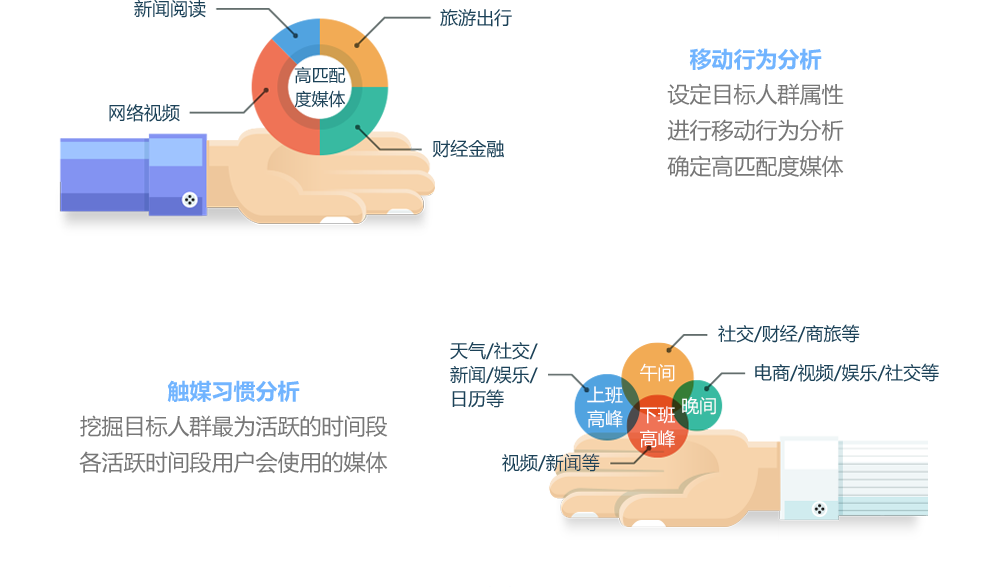 新闻阅读
旅游出行
高匹配
度媒体
网络视频
财经金融
移动行为分析
设定目标人群属性
进行移动行为分析
确定高匹配度媒体
触媒习惯分析
挖掘目标人群最为活跃的时间段
各活跃时间段用户会使用的媒体
社交/财经/商旅等
天气/社交/
新闻/娱乐/
日历等
午间
电商/视频/娱乐/社交等
上班
高峰
晚间
下班
高峰
视频/新闻等